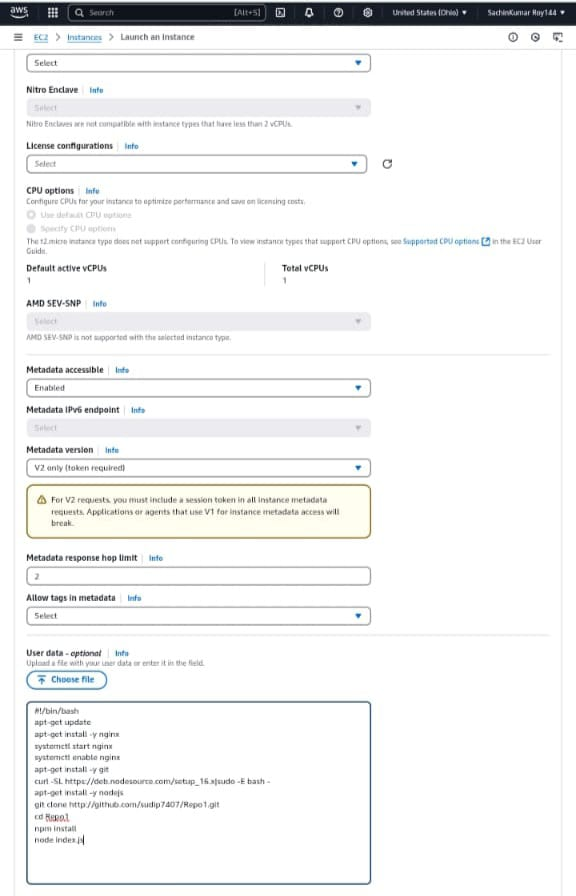 aws
Search [Alt+S] United States (Ohio) SachinKumar Roy144
EC2 > Instances > Launch an instance
Select
Nitro Enclave Info
Select
Nitro Enclaves are not compatible with instance types that have less than 2 vCPUs.
License configurations Info
Select
CPU options Info
Configure CPUs for your instance to optimize performance and save on licensing costs.
Use default CPU options
Specify CPU options
The t2.micro instance type does not support configuring CPUs. To view instance types that support CPU options, see Supported CPU options in the EC2 User
Guide.
Default active vCPUs Total vCPUs
1 1
AMD SEV-SNP Info
Select
AMD SEV-SNP is not supported with the selected instance type.
Metadata accessible Info
Enabled
Metadata IPv6 endpoint Info
Select
Metadata version Info
V2 only (token required)
For V2 requests, you must include a session token in all instance metadata
requests. Applications or agents that use V1 for instance metadata access will
break.
Metadata response hop limit Info
2
Allow tags in metadata Info
Select
User data - optional Info
Upload a file with your user data or enter it in the field.
Choose file
#!/bin/bash
apt-get update
apt-get install -y nginx
systemctl start nginx
systemctl enable nginx
apt-get install -y git
curl -SL https://deb.nodesource.com/setup_16.x|sudo -E bash -
apt-get install -y nodejs
git clone http://github.com/sudip7407/Repo1.git
cd Repo1
npm install
node index.js